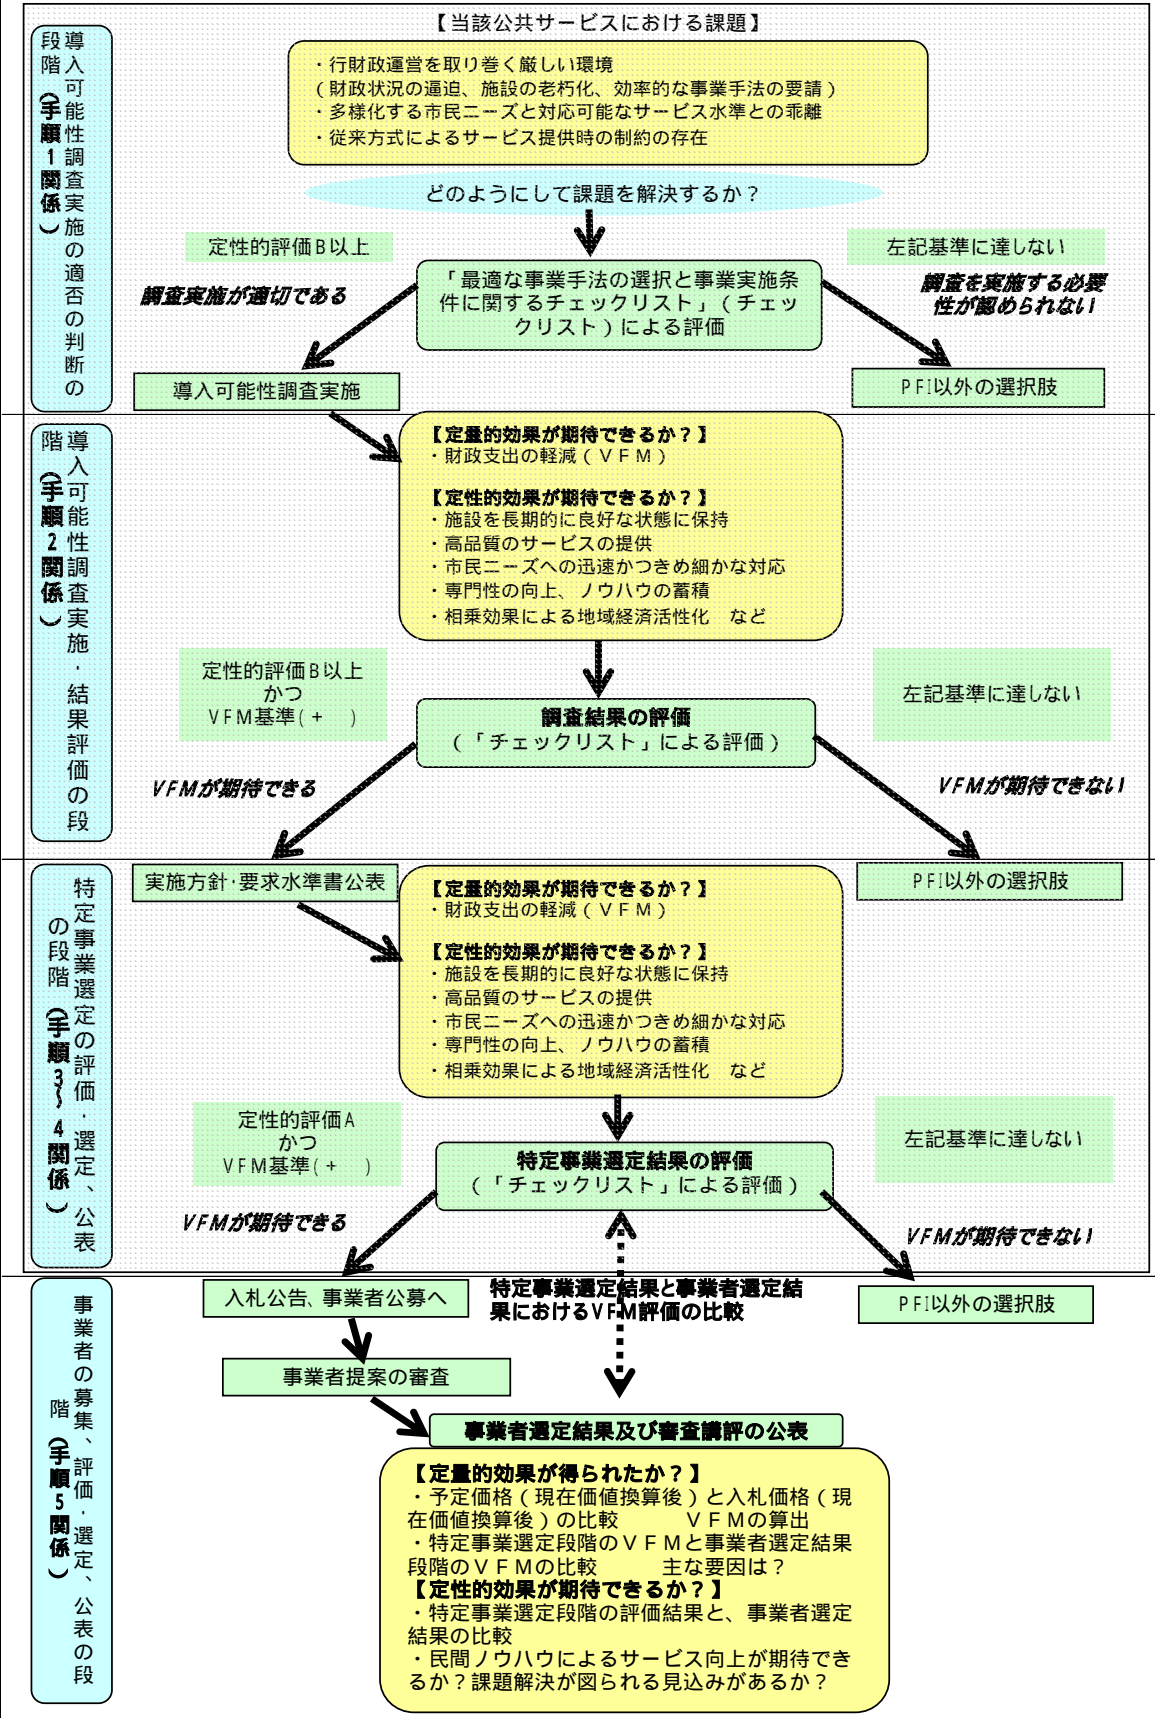 【当該公共サービスにおける課題】
導入可能性調査実施の適否の判断の
段階(手順1関係)
・行財政運営を取り巻く厳しい環境
(財政状況の逼迫、施設の老朽化、効率的な事業手法の要請)
・多様化する市民ニーズと対応可能なサービス水準との乖離
・従来方式によるサービス提供時の制約の存在
どのようにして課題を解決するか?
定性的評価B以上
左記基準に達しない
調査実施が適切である
「最適な事業手法の選択と事業実施条
件に関するチェックリスト」(チェッ
クリスト)による評価
調査を実施する必要
性が認められない
導入可能性調査実施
PFI以外の選択肢
導入可能性調査実施・結果評価の段
階(手順2関係)
【定量的効果が期待できるか?】
・財政支出の軽減(VFM)
【定性的効果が期待できるか?】
・施設を長期的に良好な状態に保持
・高品質のサービスの提供
・市民ニーズへの迅速かつきめ細かな対応
・専門性の向上、ノウハウの蓄積
・相乗効果による地域経済活性化 など
定性的評価B以上
かつ
VFM基準(+ )
左記基準に達しない
調査結果の評価
(「チェックリスト」による評価)
VFMが期待できる
VFMが期待できない
実施方針・要求水準書公表
PFI以外の選択肢
特定事業選定の評価・選定、公表
の段階(手順3~4関係)
【定量的効果が期待できるか?】
・財政支出の軽減(VFM)
【定性的効果が期待できるか?】
・施設を長期的に良好な状態に保持
・高品質のサービスの提供
・市民ニーズへの迅速かつきめ細かな対応
・専門性の向上、ノウハウの蓄積
・相乗効果による地域経済活性化 など
定性的評価A
かつ
VFM基準(+ )
左記基準に達しない
特定事業選定結果の評価
(「チェックリスト」による評価)
VFMが期待できる
VFMが期待できない
入札公告、事業者公募へ
特定事業選定結果と事業者選定結
果におけるVFM評価の比較
PFI以外の選択肢
事業者の募集、評価・選定、公表の段
階(手順5関係)
事業者提案の審査
事業者選定結果及び審査講評の公表
【定量的効果が得られたか?】
・予定価格(現在価値換算後)と入札価格(現
在価値換算後)の比較 VFMの算出
・特定事業選定段階のVFMと事業者選定結果
段階のVFMの比較 主な要因は?
【定性的効果が期待できるか?】
・特定事業選定段階の評価結果と、事業者選定
結果の比較
・民間ノウハウによるサービス向上が期待でき
るか?課題解決が図られる見込みがあるか?